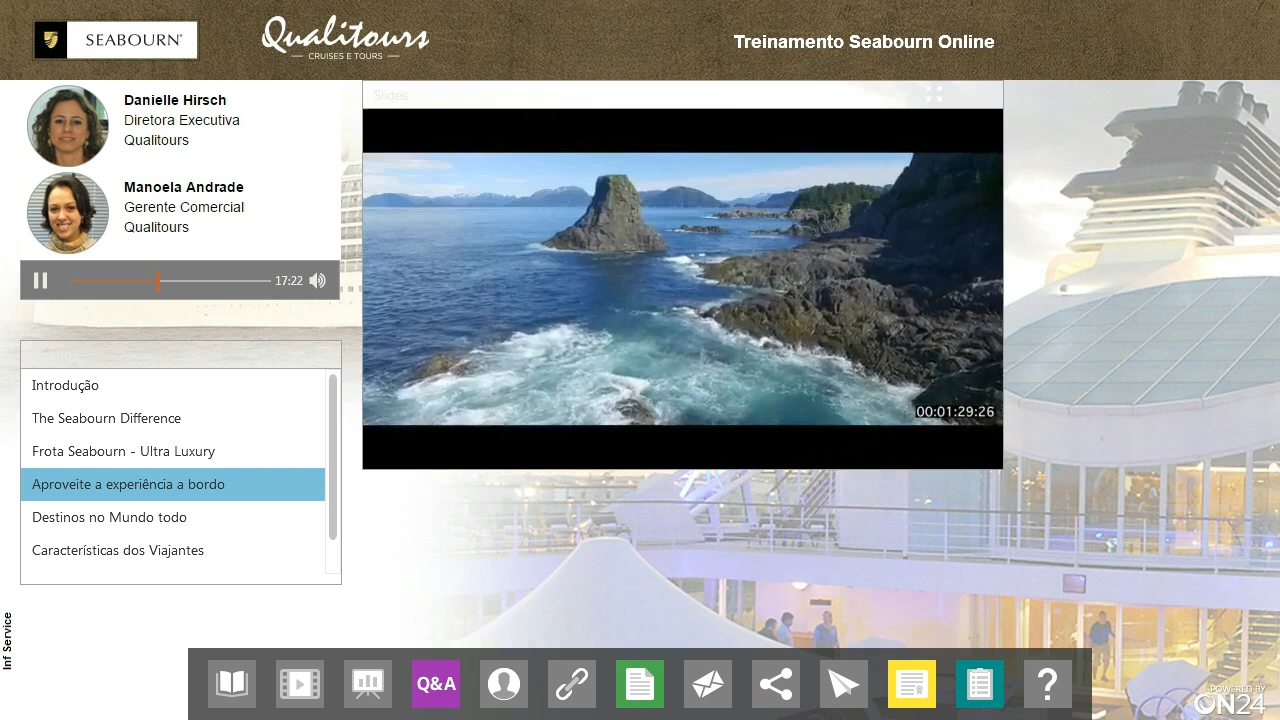 SEABOURN®
Qualitours
CRUISES E TOURS
Treinamento Seabourn Online
Danielle Hirsch
Diretora Executiva
Qualitours
Manoela Andrade
Gerente Comercial
Qualitours
17:22
Slides
00:01:29:26
Introdução
The Seabourn Difference
Frota Seabourn - Ultra Luxury
Aproveite a experiência a bordo
Destinos no Mundo todo
Características dos Viajantes
Inf Service
Q&A
?
POWERED BY
ON24